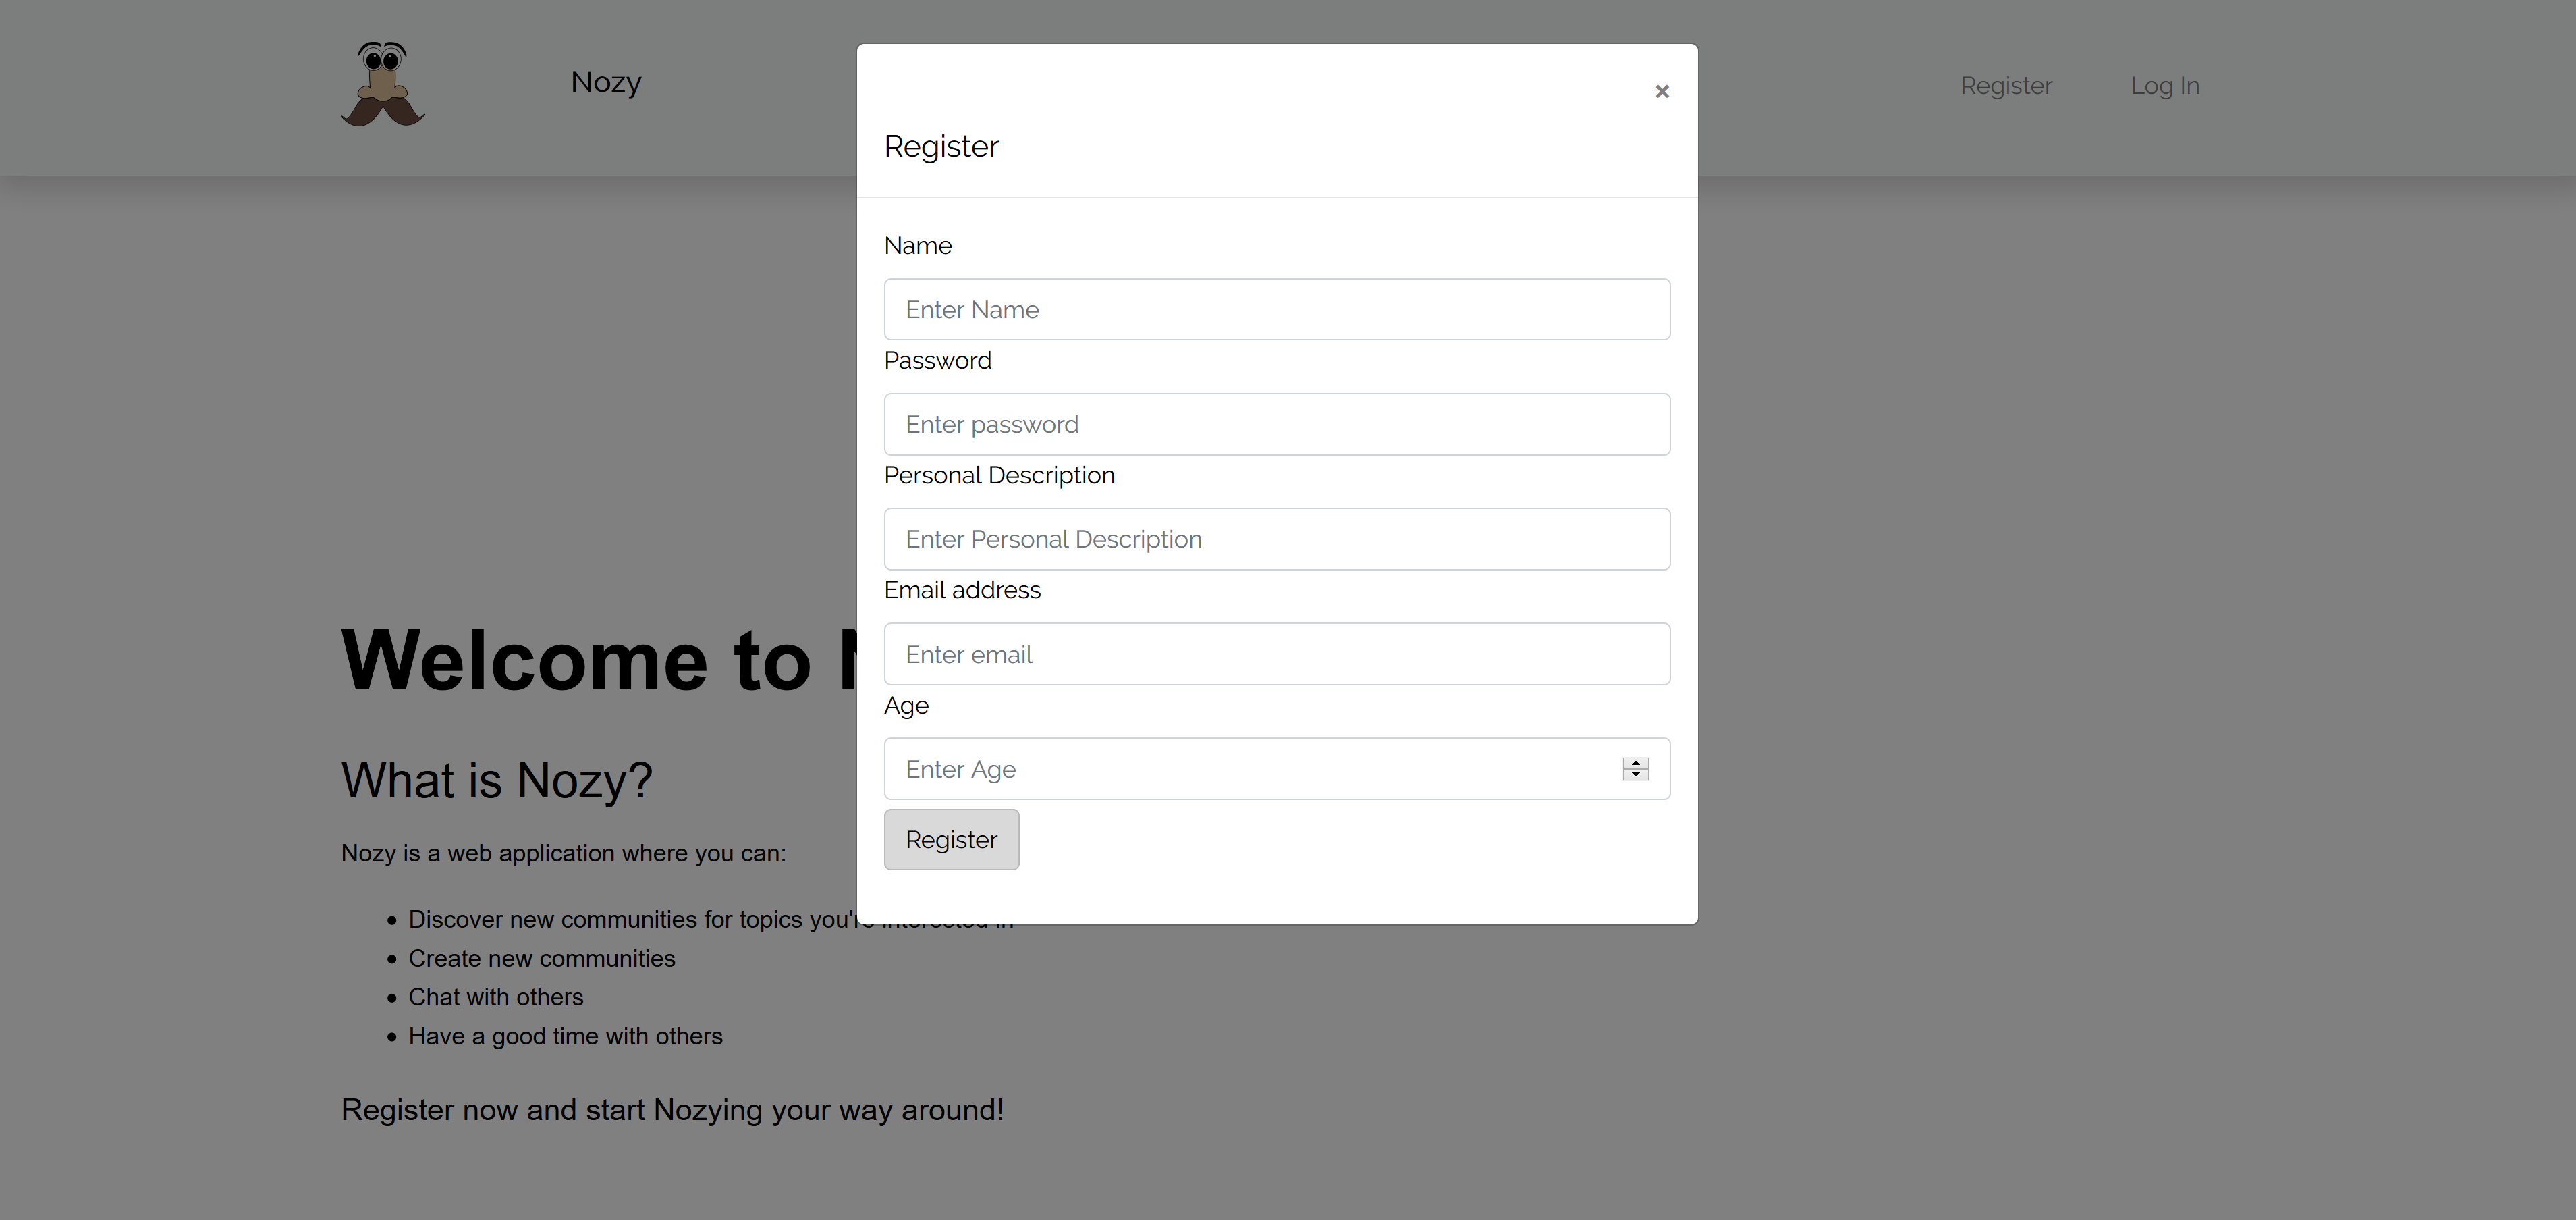 Nozy
Register
Log In
×
Register
Name
Enter Name
Password
Enter password
Personal Description
Enter Personal Description
Email address
Enter email
Age
Enter Age
Register
Welcome to
What is Nozy?
Nozy is a web application where you can:
Discover new communities for topics you're interested in
Create new communities
Chat with others
Have a good time with others
Register now and start Nozying your way around!